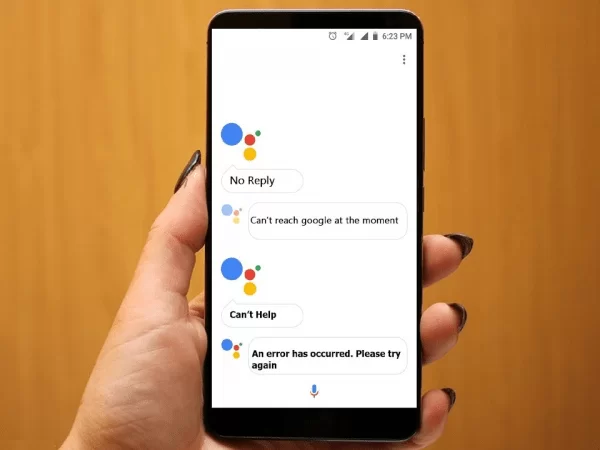 6:23 PM
No Reply
Can't reach google at the moment
Can't Help
An error has occurred. Please try
again